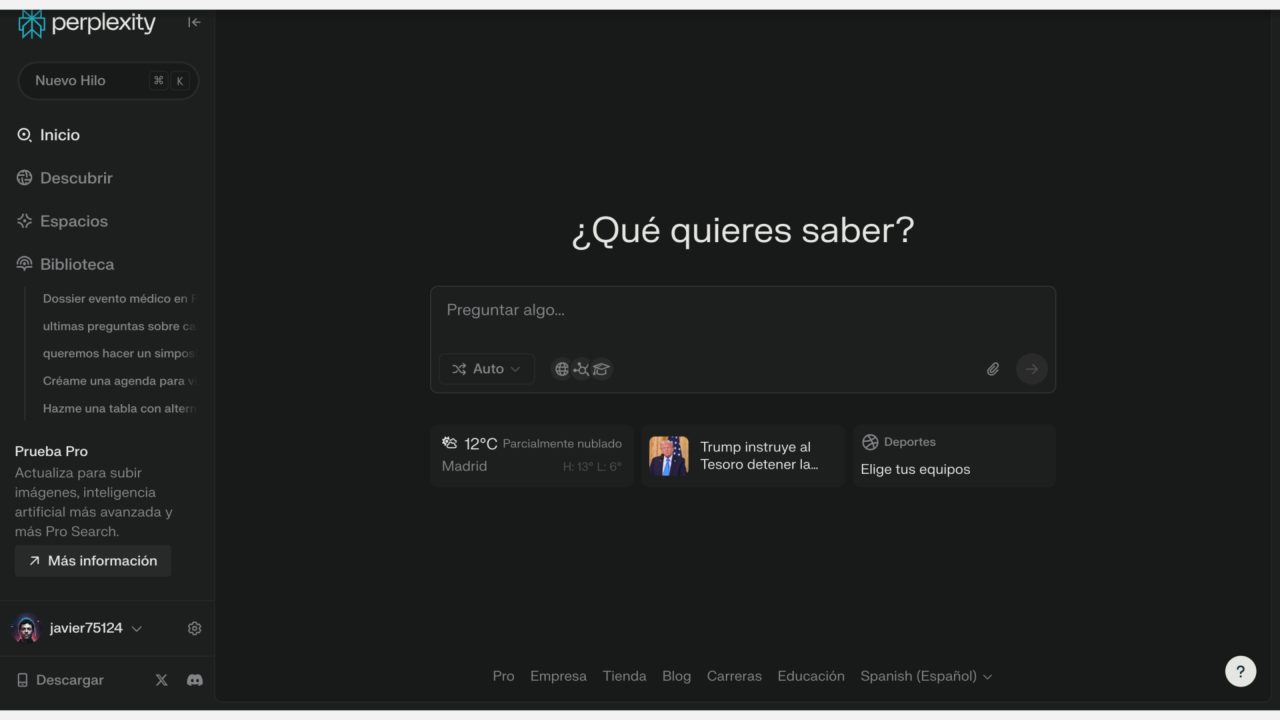 perplexity
Nuevo Hilo ⌘ K
Inicio
Descubrir
Espacios
Biblioteca
Dossier evento médico en
ultimas preguntas sobre ca
queremos hacer un simpos
Créame una agenda para v
Hazme una tabla con altern
Prueba Pro
Actualiza para subir
imágenes, inteligencia
artificial más avanzada y
más Pro Search.
Más información
javier75124
Descargar
¿Qué quieres saber?
Preguntar algo...
Auto
12°C Parcialmente nublado
Madrid H: 13° L: 6°
Trump instruye al
Tesoro detener la...
Deportes
Elige tus equipos
Pro Empresa Tienda Blog Carreras Educación Spanish (Español)
?